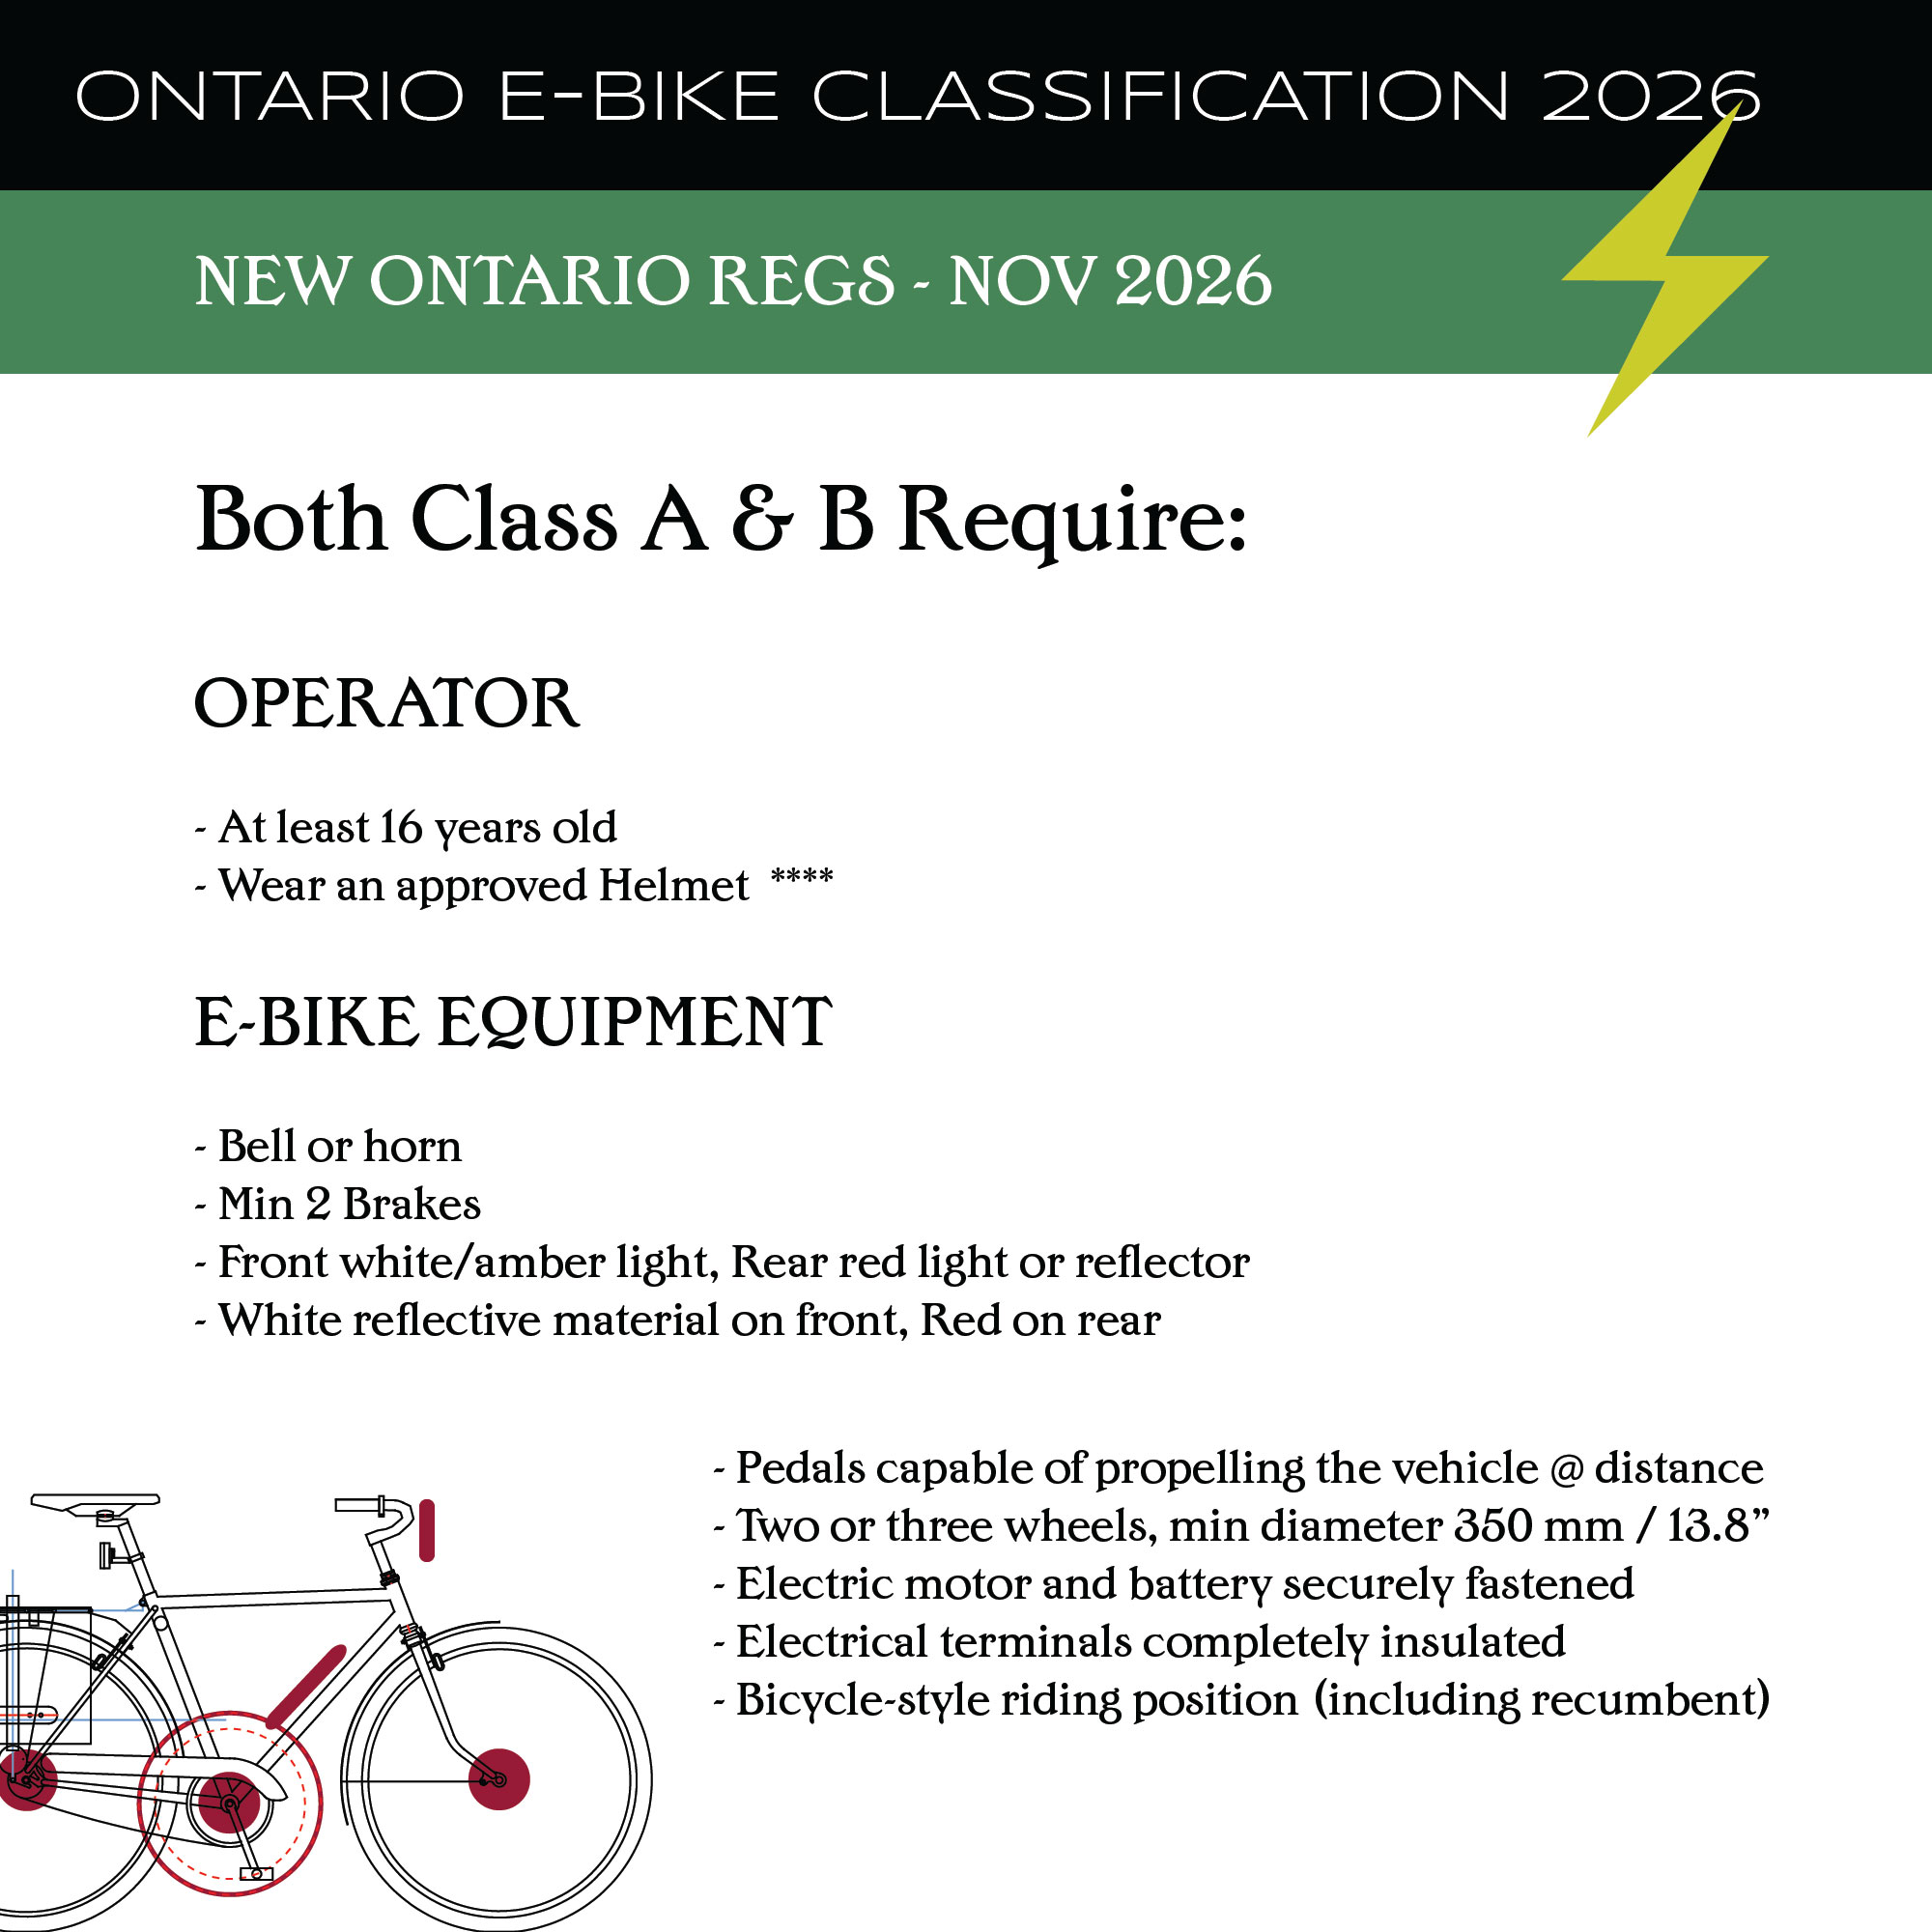 ONTARIO E-BIKE CLASSIFICATION 2026
NEW ONTARIO REGS - NOV 2026
Both Class A & B Require:
OPERATOR
- At least 16 years old
- Wear an approved Helmet ****
E-BIKE EQUIPMENT
- Bell or horn
- Min 2 Brakes
- Front white/amber light, Rear red light or reflector
- White reflective material on front, Red on rear
- Pedals capable of propelling the vehicle @ distance
- Two or three wheels, min diameter 350 mm / 13.8”
- Electric motor and battery securely fastened
- Electrical terminals completely insulated
- Bicycle-style riding position (including recumbent)